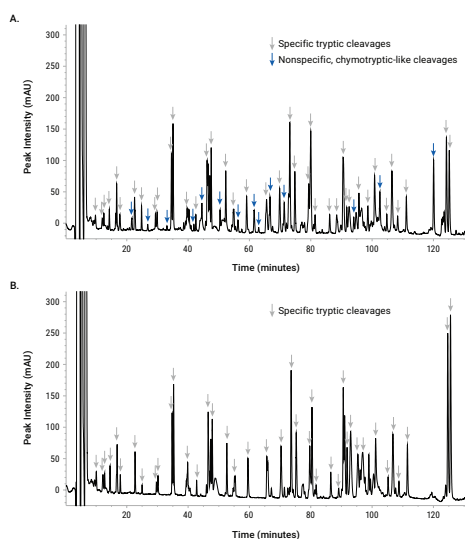 A.
Specific tryptic cleavages
Nonspecific, chymotryptic-like cleavages
Peak Intensity (mAU)
300
250
200
150
100
50
0
20 40 60 80 100 120
Time (minutes)
B.
Specific tryptic cleavages
Peak Intensity (mAU)
300
250
200
150
100
50
0
20 40 60 80 100 120
Time (minutes)